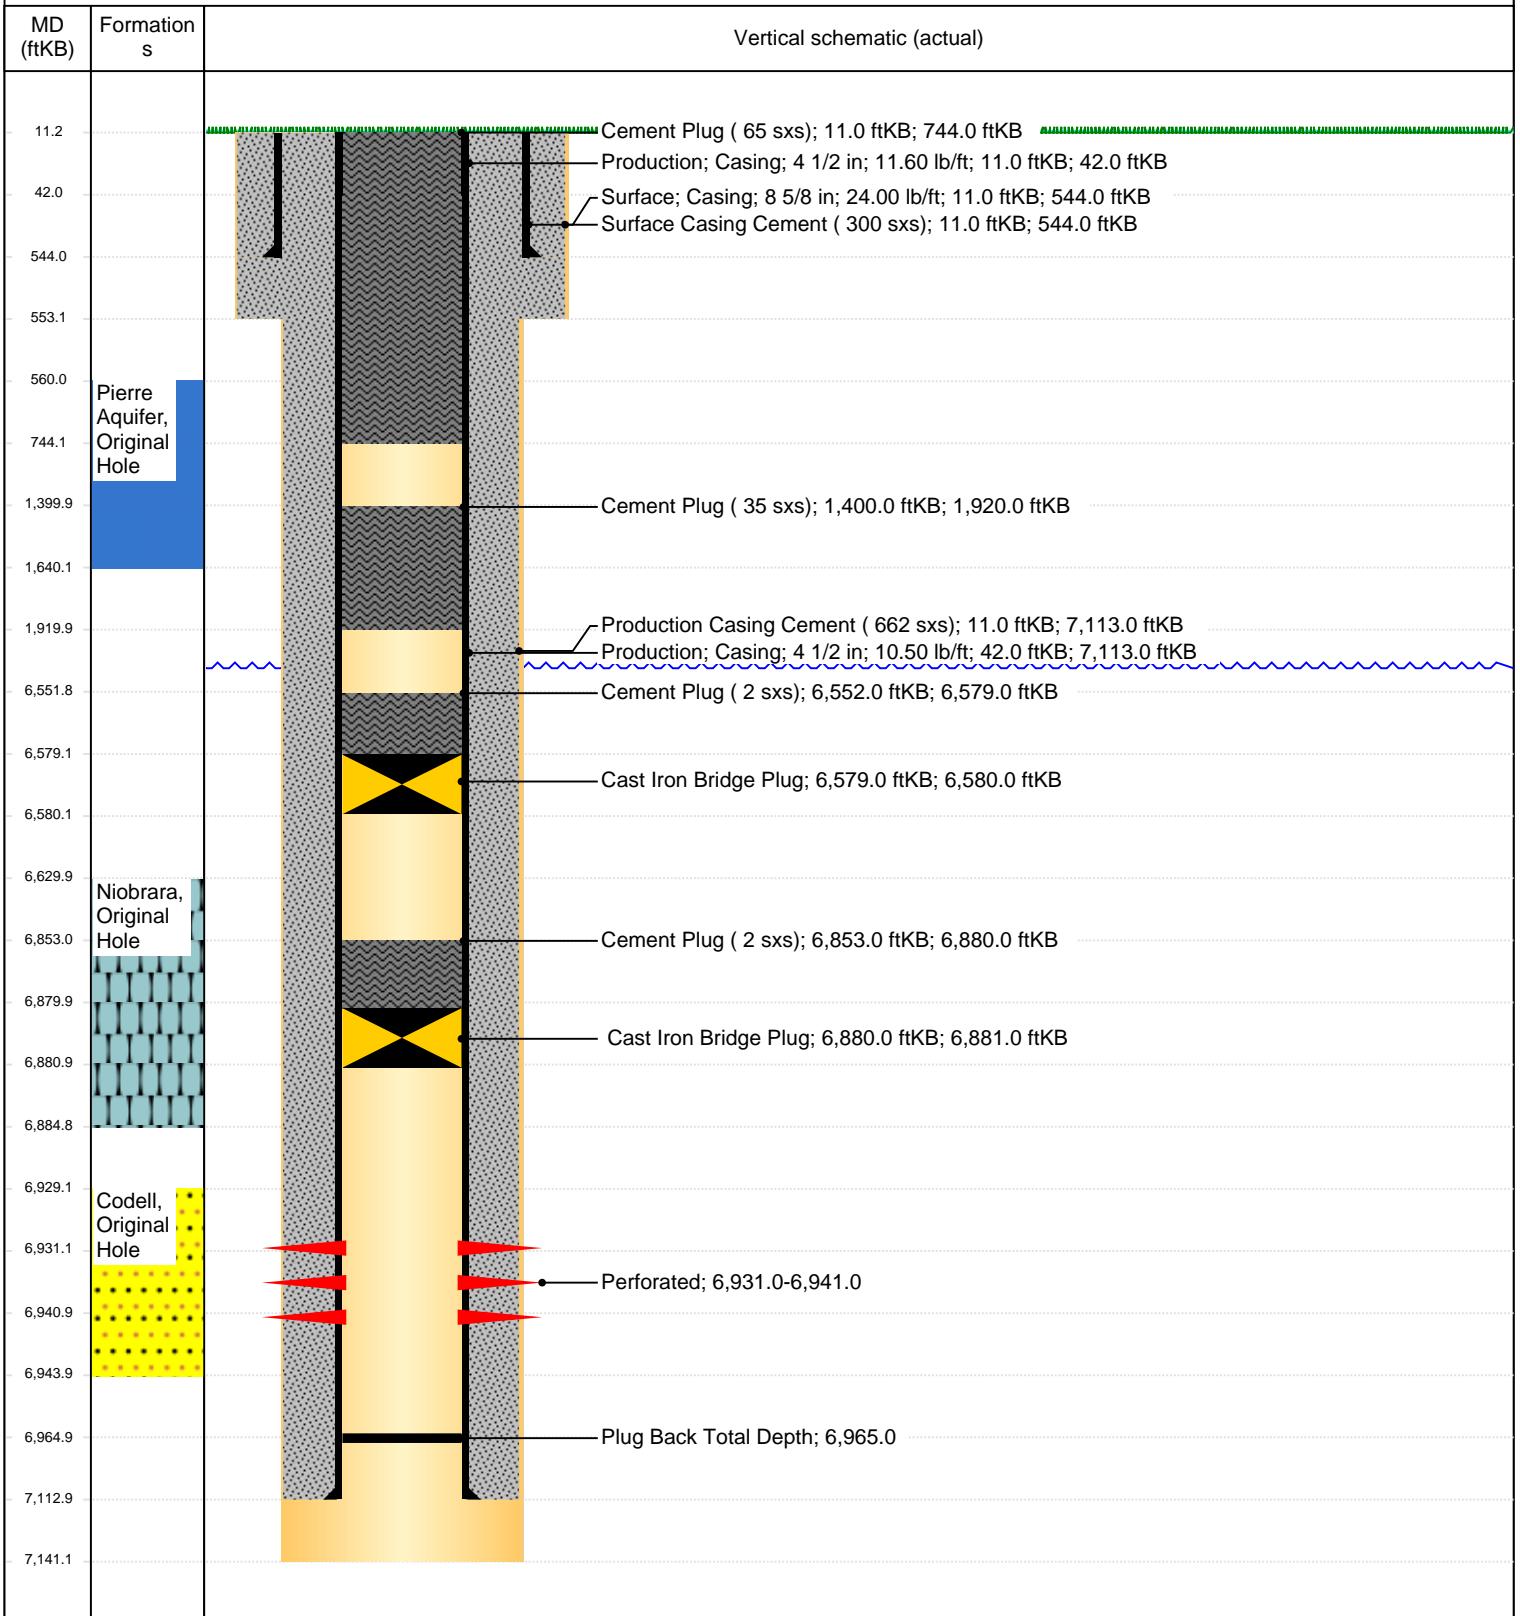 MD
(ftKB)
Formation
s
Vertical schematic (actual)
11.2
Cement Plug ( 65 sxs); 11.0 ftKB; 744.0 ftKB
Production; Casing; 4 1/2 in; 11.60 lb/ft; 11.0 ftKB; 42.0 ftKB
42.0
Surface; Casing; 8 5/8 in; 24.00 lb/ft; 11.0 ftKB; 544.0 ftKB
Surface Casing Cement ( 300 sxs); 11.0 ftKB; 544.0 ftKB
544.0
553.1
560.0
Pierre
Aquifer,
Original
Hole
744.1
1,399.9
Cement Plug ( 35 sxs); 1,400.0 ftKB; 1,920.0 ftKB
1,640.1
1,919.9
Production Casing Cement ( 662 sxs); 11.0 ftKB; 7,113.0 ftKB
Production; Casing; 4 1/2 in; 10.50 lb/ft; 42.0 ftKB; 7,113.0 ftKB
6,551.8
Cement Plug ( 2 sxs); 6,552.0 ftKB; 6,579.0 ftKB
6,579.1
Cast Iron Bridge Plug; 6,579.0 ftKB; 6,580.0 ftKB
6,580.1
6,629.9
Niobrara,
Original
Hole
6,853.0
Cement Plug ( 2 sxs); 6,853.0 ftKB; 6,880.0 ftKB
6,879.9
Cast Iron Bridge Plug; 6,880.0 ftKB; 6,881.0 ftKB
6,880.9
6,884.8
6,929.1
Codell,
Original
Hole
6,931.1
Perforated; 6,931.0-6,941.0
6,940.9
6,943.9
6,964.9
Plug Back Total Depth; 6,965.0
7,112.9
7,141.1